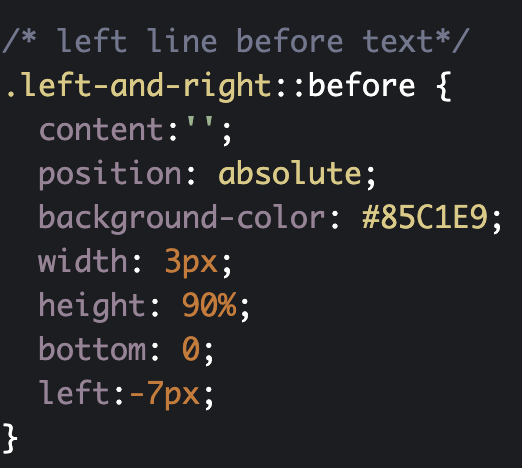 /* left line before text*/
.left-and-right::before {
  content:'';
  position: absolute;
  background-color: #85C1E9;
  width: 3px;
  height: 90%;
  bottom: 0;
  left:-7px;
}